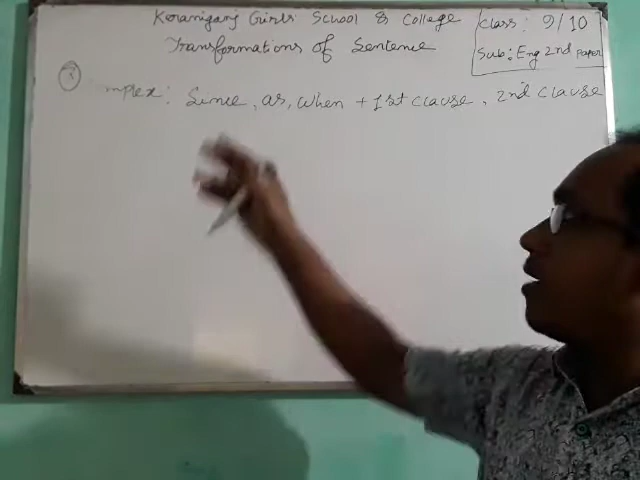 Keraniganj Girls School & College
Class: 9/10
Transformations of Sentence
Sub: Eng 2nd Paper
mplex: Since, as, when + 1st clause, 2nd clause